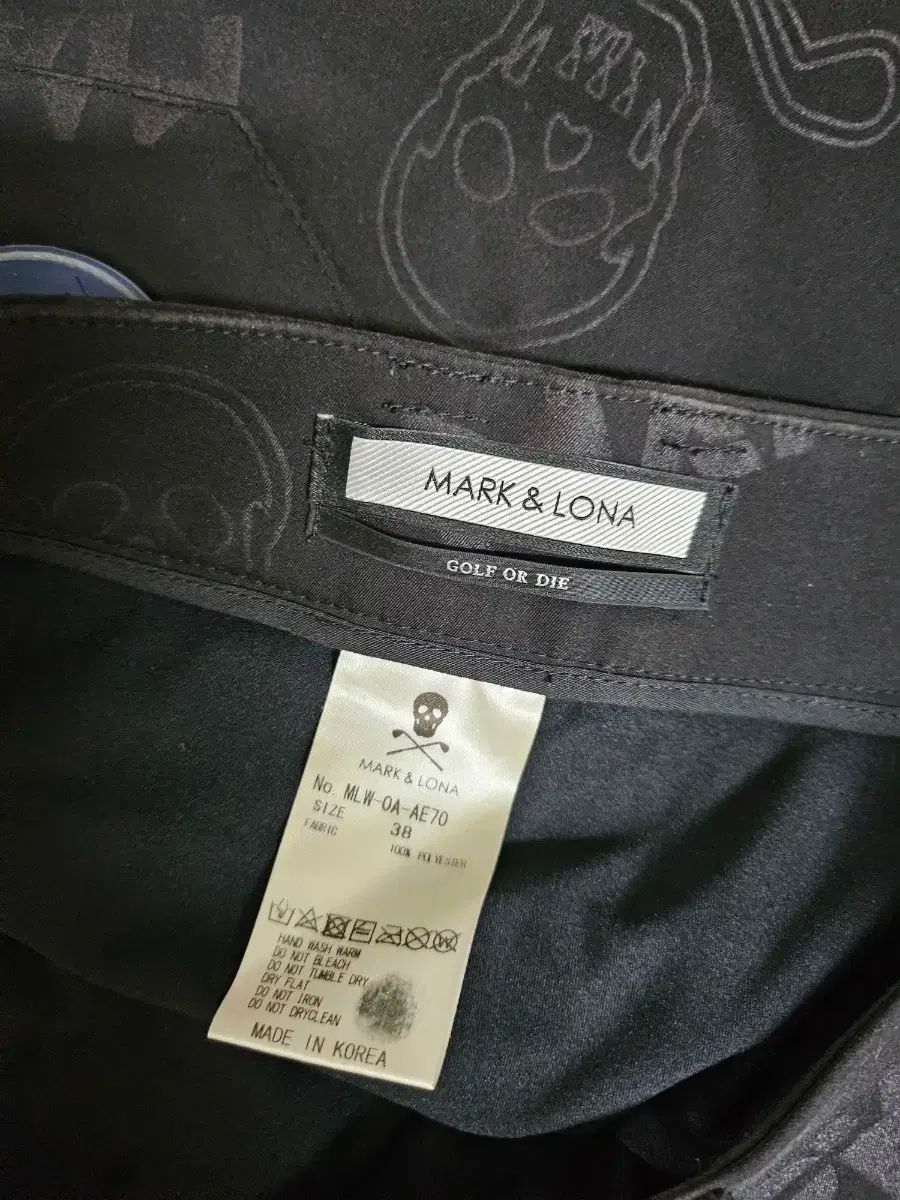 MARK & LONA
GOLF OR DIE
MARK & LONA
No. MLW-0A-AE70
SIZE 38
FABRIC
100% POLYESTER
HAND WASH WARM
DO NOT BLEACH
DO NOT TUMBLE DRY
DRY FLAT
DO NOT IRON
DO NOT DRYCLEAN
MADE IN KOREA